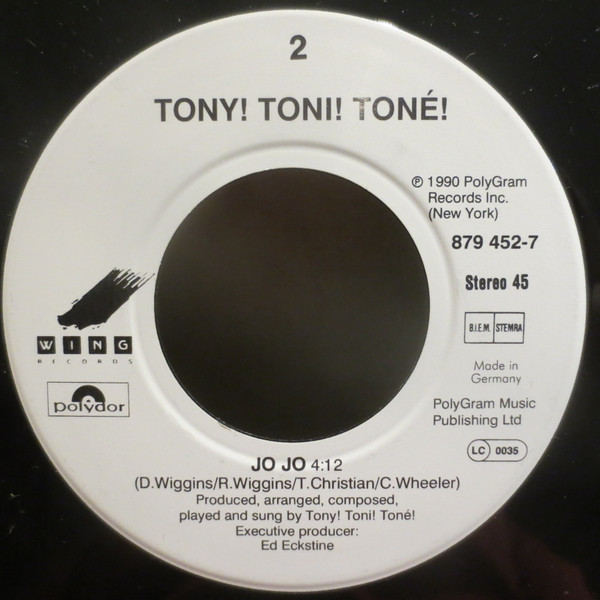 2
TONY! TONI! TONÉ!
℗ 1990 PolyGram
Records Inc.
(New York)
879 452-7
Stereo 45
B.I.E.M. STEMRA
Made in
Germany
PolyGram Music
Publishing Ltd
LC 0035
WING
RECORDS
polydor
JO JO 4:12
(D.Wiggins/R.Wiggins/T.Christian/C.Wheeler)
Produced, arranged, composed,
played and sung by Tony! Toni! Toné!
Executive producer:
Ed Eckstine